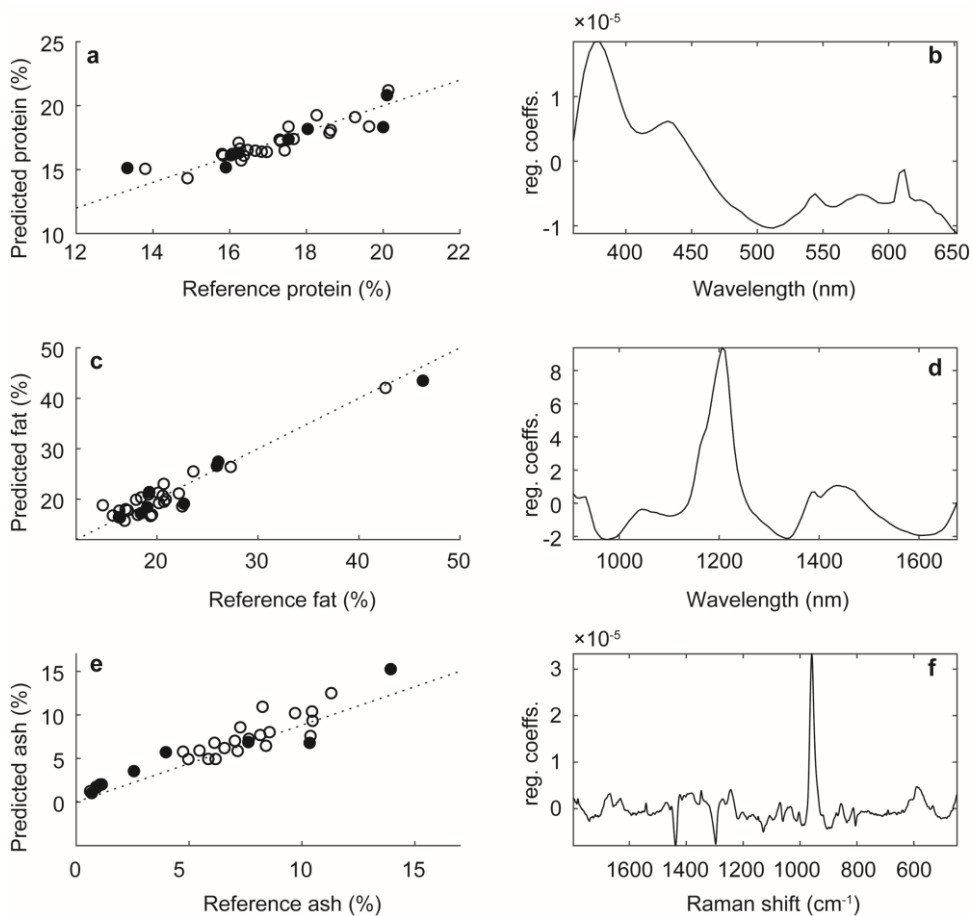 a
Predicted protein (%)
25
20
15
10
12 14 16 18 20 22
Reference protein (%)
×10-5
b
reg. coeffs.
1
0
-1
400 450 500 550 600 650
Wavelength (nm)
c
Predicted fat (%)
50
40
30
20
20 30 40 50
Reference fat (%)
d
reg. coeffs.
8
6
4
2
0
-2
1000 1200 1400 1600
Wavelength (nm)
e
Predicted ash (%)
15
10
5
0
0 5 10 15
Reference ash (%)
×10-5
f
reg. coeffs.
3
2
1
0
1600 1400 1200 1000 800 600
Raman shift (cm-1)